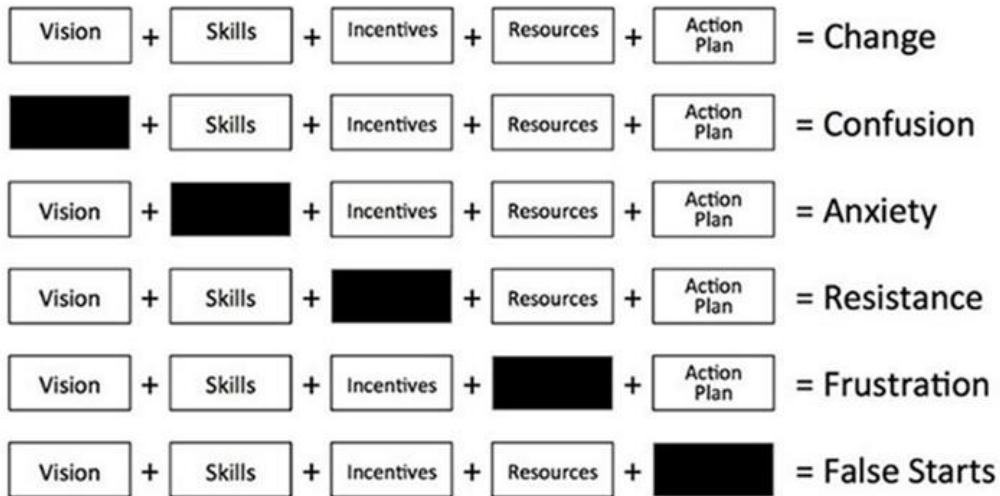 Vision + Skills + Incentives + Resources + Action Plan = Change
+ Skills + Incentives + Resources + Action Plan = Confusion
Vision + + Incentives + Resources + Action Plan = Anxiety
Vision + Skills + + Resources + Action Plan = Resistance
Vision + Skills + Incentives + + Action Plan = Frustration
Vision + Skills + Incentives + Resources + = False Starts